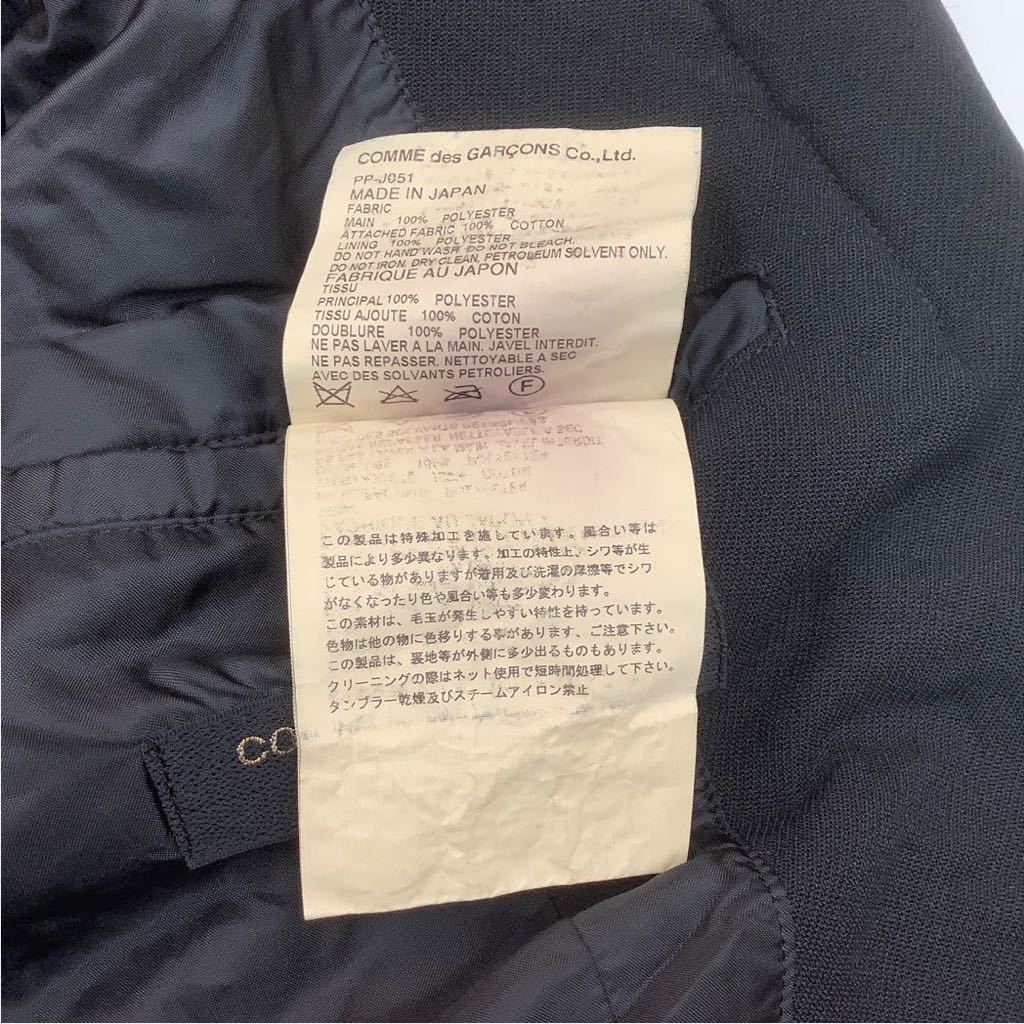 COMME des GARÇONS Co.,Ltd.
PP-J051
MADE IN JAPAN
FABRIC
MAIN 100% POLYESTER
ATTACHED FABRIC 100% COTTON
LINING 100% POLYESTER
DO NOT HAND WASH. DO NOT BLEACH.
DO NOT IRON. DRY CLEAN, PETROLEUM SOLVENT ONLY.
FABRIQUE AU JAPON
TISSU
PRINCIPAL 100% POLYESTER
TISSU AJOUTE 100% COTON
DOUBLURE 100% POLYESTER
NE PAS LAVER A LA MAIN. JAVEL INTERDIT.
NE PAS REPASSER. NETTOYABLE A SEC
AVEC DES SOLVANTS PETROLIERS.
F
この製品は特殊加工を施しています。風合い等は
製品により多少異なります。加工の特性上、シワ等が生
じている物がありますが着用及び洗濯の摩擦等でシワ
がなくなったり色や風合い等も多少変わります。
この素材は、毛玉が発生しやすい特性を持っています。
色物は他の物に色移りする事があります、ご注意下さい。
この製品は、裏地等が外側に多少出るものもあります。
クリーニングの際はネット使用で短時間処理して下さい。
タンブラー乾燥及びスチームアイロン禁止
CO